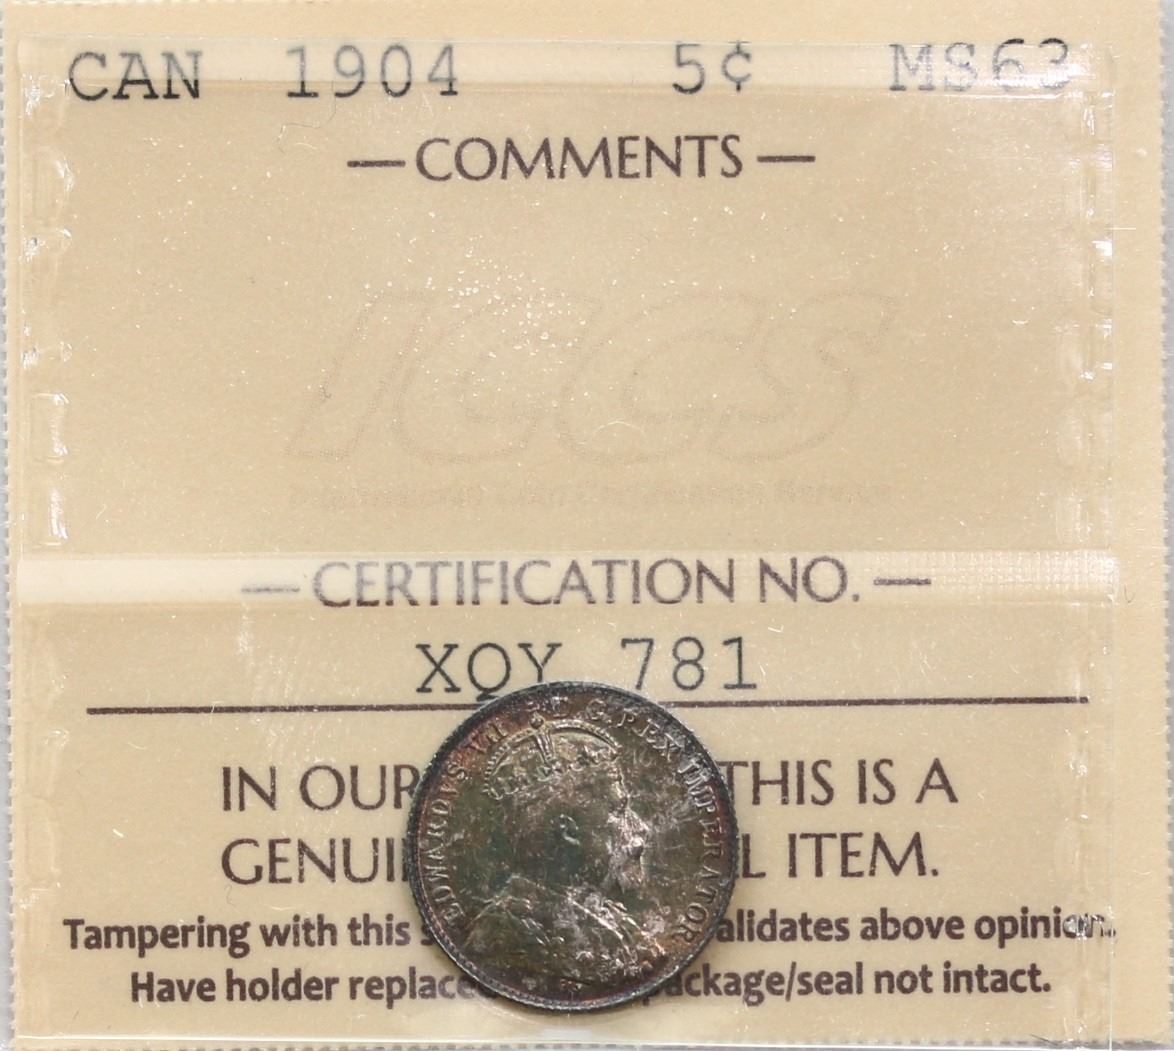 CAN 1904 5¢ MS63
— COMMENTS —
ICCS
— CERTIFICATION NO. —
XQY 781
IN OUR THIS IS A
GENUI L ITEM.
Tampering with this s alidates above opinion.
Have holder replace package/seal not intact.
EDWARDVS VII D.G. REX IMPERATOR